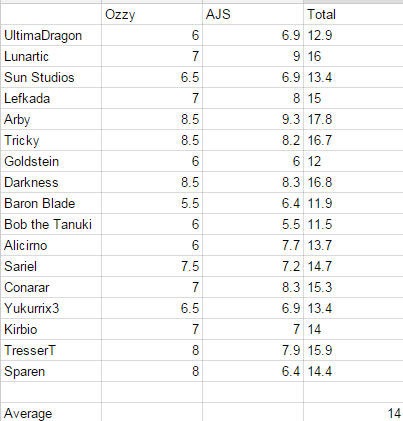 Ozzy AJS Total
UltimaDragon 6 6.9 12.9
Lunartic 7 9 16
Sun Studios 6.5 6.9 13.4
Lefkada 7 8 15
Arby 8.5 9.3 17.8
Tricky 8.5 8.2 16.7
Goldstein 6 6 12
Darkness 8.5 8.3 16.8
Baron Blade 5.5 6.4 11.9
Bob the Tanuki 6 5.5 11.5
Alicirno 6 7.7 13.7
Sariel 7.5 7.2 14.7
Conarar 7 8.3 15.3
Yukurrix3 6.5 6.9 13.4
Kirbio 7 7 14
TresserT 8 7.9 15.9
Sparen 8 6.4 14.4
Average 14